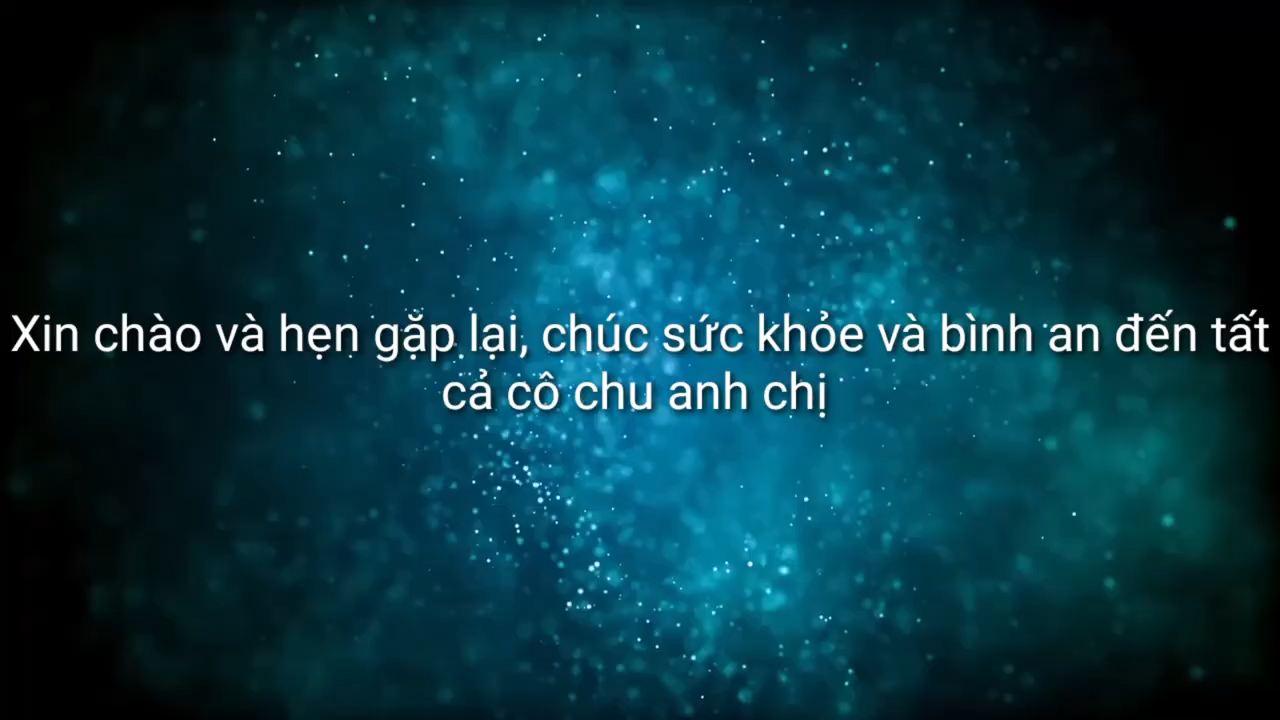 Xin chào và hẹn gặp lại, chúc sức khỏe và bình an đến tất
cả cô chu anh chị